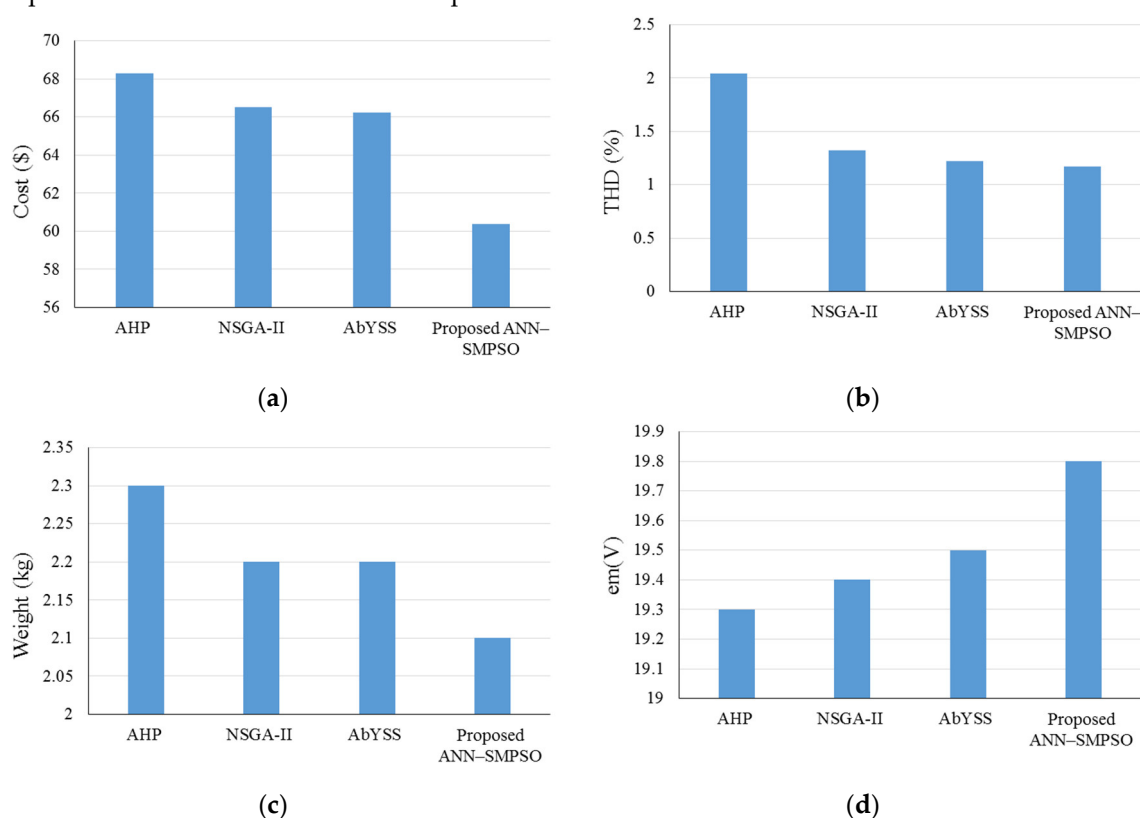 70
68
66
64
62
60
58
56
Cost ($)
AHP
NSGA-II
AbYSS
Proposed ANN–
SMPSO
(a)
2.5
2
1.5
1
0.5
0
THD (%)
AHP
NSGA-II
AbYSS
Proposed ANN–
SMPSO
(b)
2.35
2.3
2.25
2.2
2.15
2.1
2.05
2
Weight (kg)
AHP
NSGA-II
AbYSS
Proposed
ANN–SMPSO
(c)
19.9
19.8
19.7
19.6
19.5
19.4
19.3
19.2
19.1
19
em(V)
AHP
NSGA-II
AbYSS
Proposed
ANN–SMPSO
(d)